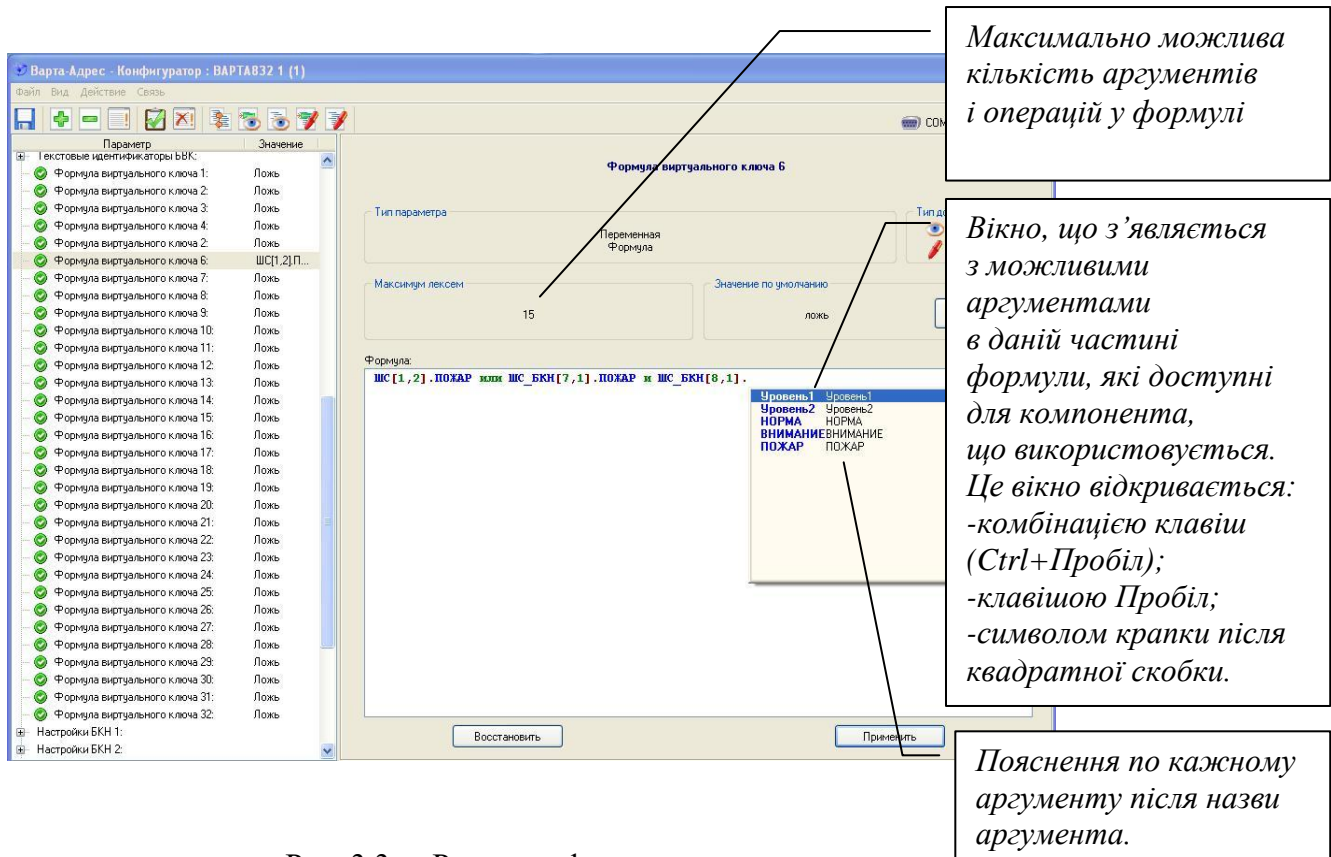 Максимально можлива
кількість аргументів
і операцій у формулі
Варта-Адрес - Конфигуратор : ВАРТА832 1 (1)
Файл Вид Действие Связь
COM
Параметр Значение
Текстовые идентификаторы БВК:
Формула виртуального ключа 1: Ложь
Формула виртуального ключа 2: Ложь
Формула виртуального ключа 3: Ложь
Формула виртуального ключа 4: Ложь
Формула виртуального ключа 2: Ложь
Формула виртуального ключа 6: ШС[1,2].П...
Формула виртуального ключа 7: Ложь
Формула виртуального ключа 8: Ложь
Формула виртуального ключа 9: Ложь
Формула виртуального ключа 10: Ложь
Формула виртуального ключа 11: Ложь
Формула виртуального ключа 12: Ложь
Формула виртуального ключа 13: Ложь
Формула виртуального ключа 14: Ложь
Формула виртуального ключа 15: Ложь
Формула виртуального ключа 16: Ложь
Формула виртуального ключа 17: Ложь
Формула виртуального ключа 18: Ложь
Формула виртуального ключа 19: Ложь
Формула виртуального ключа 20: Ложь
Формула виртуального ключа 21: Ложь
Формула виртуального ключа 22: Ложь
Формула виртуального ключа 23: Ложь
Формула виртуального ключа 24: Ложь
Формула виртуального ключа 25: Ложь
Формула виртуального ключа 26: Ложь
Формула виртуального ключа 27: Ложь
Формула виртуального ключа 28: Ложь
Формула виртуального ключа 29: Ложь
Формула виртуального ключа 30: Ложь
Формула виртуального ключа 31: Ложь
Формула виртуального ключа 32: Ложь
Настройки БКН 1:
Настройки БКН 2:
Формула виртуального ключа 6
Тип параметра
Переменная
Формула
Тип до
Максимум лексем
15
Значение по умолчанию
ложь
Формула:
ШС[1,2].ПОЖАР или ШС_БКН[7,1].ПОЖАР и ШС_БКН[8,1].
Уровень1 Уровень1
Уровень2 Уровень2
НОРМА НОРМА
ВНИМАНИЕ ВНИМАНИЕ
ПОЖАР ПОЖАР
Восстановить
Применить
Вікно, що з’являється
з можливими
аргументами
в даній частині
формули, які доступні
для компонента,
що використовується.
Це вікно відкривається:
-комбінацією клавіш
(Ctrl+Пробіл);
-клавішою Пробіл;
-символом крапки після
квадратної скобки.
Пояснення по кажному
аргументу після назви
аргумента.